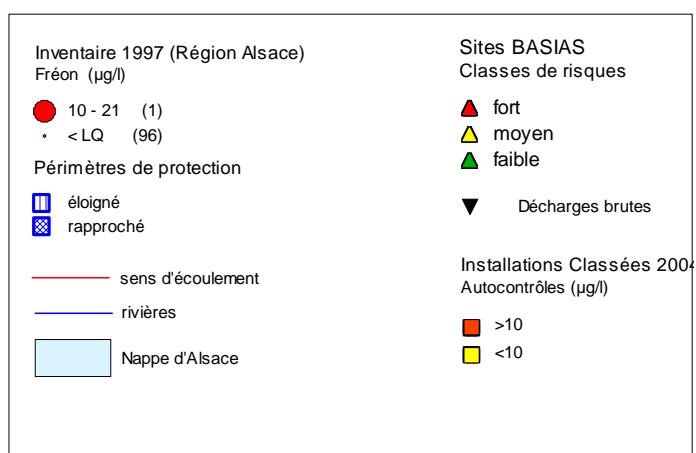 Inventaire 1997 (Région Alsace)
Fréon (µg/l)
10 - 21 (1)
< LQ (96)
Périmètres de protection
éloigné
rapproché
sens d'écoulement
rivières
Nappe d'Alsace
Sites BASIAS
Classes de risques
fort
moyen
faible
Décharges brutes
Installations Classées 2004
Autocontrôles (µg/l)
>10
<10